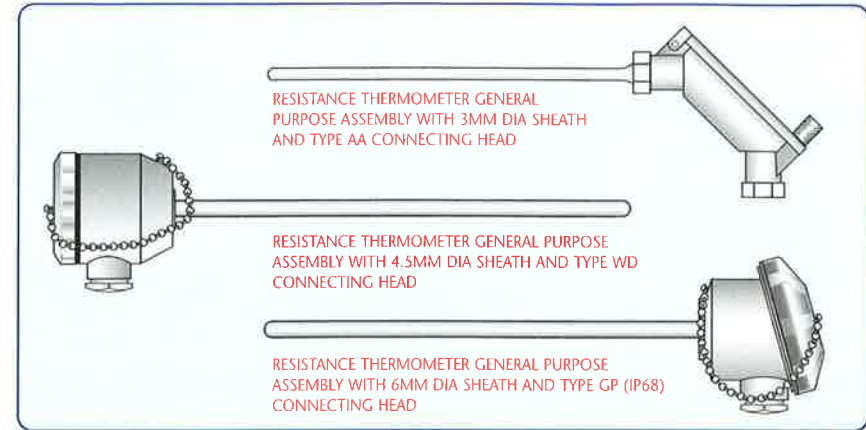 RESISTANCE THERMOMETER GENERAL
PURPOSE ASSEMBLY WITH 3MM DIA SHEATH
AND TYPE AA CONNECTING HEAD
RESISTANCE THERMOMETER GENERAL PURPOSE
ASSEMBLY WITH 4.5MM DIA SHEATH AND TYPE WD
CONNECTING HEAD
RESISTANCE THERMOMETER GENERAL PURPOSE
ASSEMBLY WITH 6MM DIA SHEATH AND TYPE GP (IP68)
CONNECTING HEAD